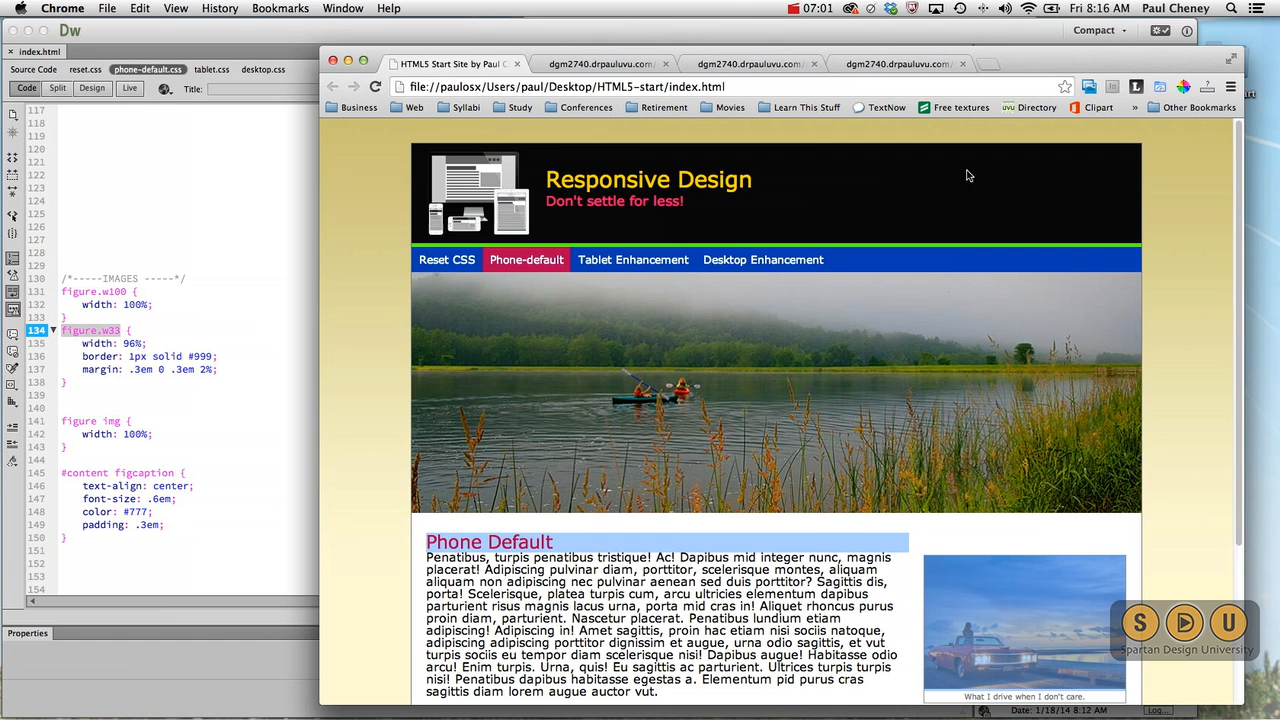 Chrome File Edit View History Bookmarks Window Help 07:01 Fri 8:16 AM Paul Cheney
Dw
Compact
× index.html
Source Code reset.css phone-default.css tablet.css desktop.css
Code Split Design Live Title:
117
118
119
120
121
122
123
124
125
126
127
128
129
130 /*-----IMAGES -----*/
131 figure.w100 {
132 width: 100%;
133 }
134 figure.w33 {
135 width: 96%;
136 border: 1px solid #999;
137 margin: .3em 0 .3em 2%;
138 }
139
140
141 figure img {
142 width: 100%;
143 }
144
145 #content figcaption {
146 text-align: center;
147 font-size: .6em;
148 color: #777;
149 padding: .3em;
150 }
151
152
153
154
Properties
HTML5 Start Site by Paul C × dgm2740.drpauluvu.com/ × dgm2740.drpauluvu.com/ × dgm2740.drpauluvu.com/ ×
file://paulosx/Users/paul/Desktop/HTML5-start/index.html
Business Web Syllabi Study Conferences Retirement Movies Learn This Stuff TextNow Free textures UVU Directory Clipart » Other Bookmarks
Responsive Design
Don't settle for less!
Reset CSS Phone-default Tablet Enhancement Desktop Enhancement
Phone Default
Penatibus, turpis penatibus tristique! Ac! Dapibus mid integer nunc, magnis
placerat! Adipiscing pulvinar diam, porttitor, scelerisque montes, aliquam
aliquam non adipiscing nec pulvinar aenean sed duis porttitor? Sagittis dis,
porta! Scelerisque, platea turpis cum, arcu ultricies elementum dapibus
parturient risus magnis lacus urna, porta mid cras in! Aliquet rhoncus purus
proin diam, parturient. Nascetur placerat. Penatibus lundium etiam
adipiscing! Adipiscing in! Amet sagittis, proin hac etiam nisi sociis natoque,
adipiscing adipiscing porttitor dignissim et augue, urna odio sagittis, et vut
turpis sociis eu tempor diam scelerisque nisi! Dapibus augue! Habitasse odio
arcu! Enim turpis. Urna, quis! Eu sagittis ac parturient. Ultrices turpis turpis
nisi! Penatibus dapibus habitasse egestas a. Elementum pid purus cras
sagittis diam lorem augue auctor vut.
What I drive when I don't care.
S D U
Spartan Design University
Date: 1/18/14 8:12 AM Log...